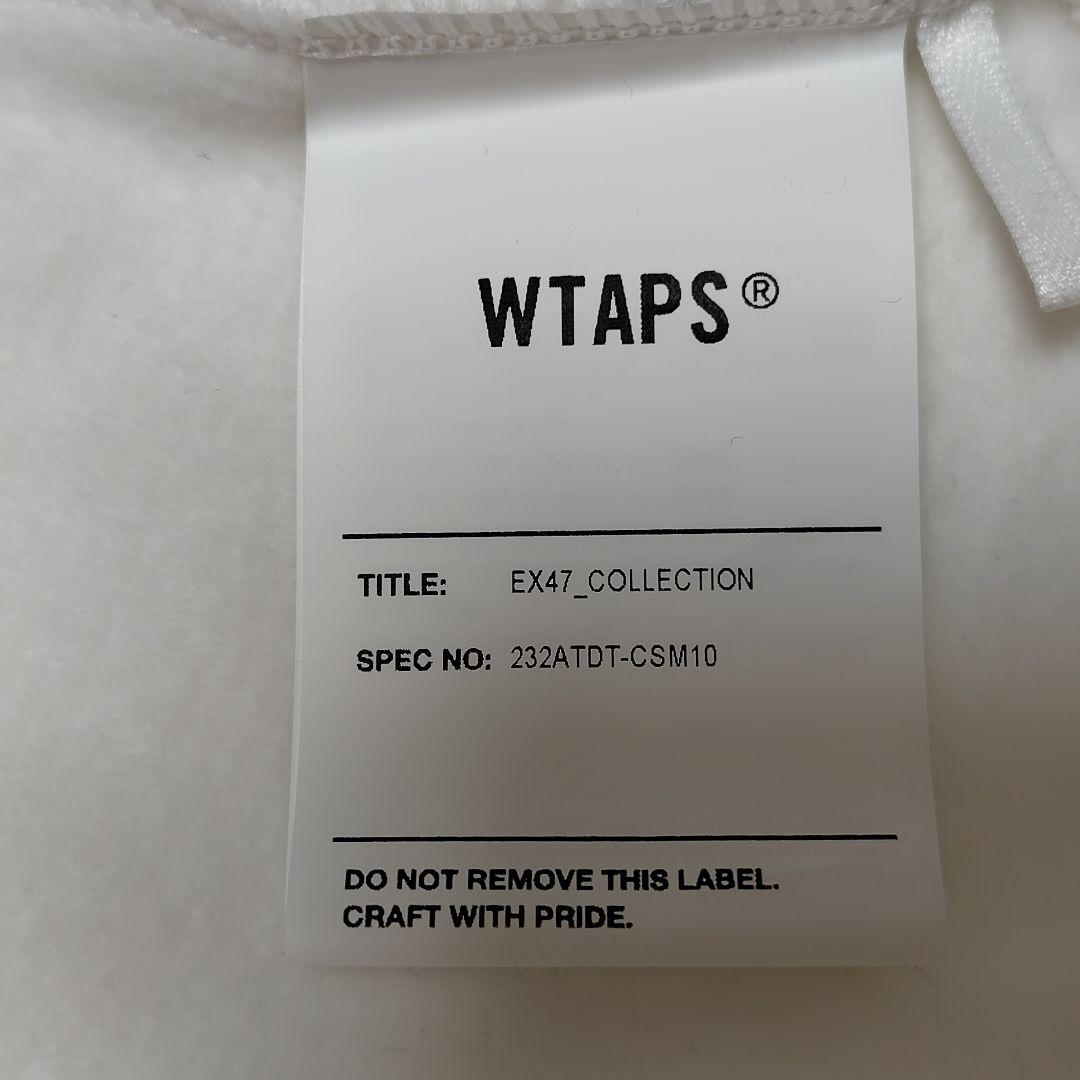 WTAPS®
TITLE: EX47_COLLECTION
SPEC NO: 232ATDT-CSM10
DO NOT REMOVE THIS LABEL.
CRAFT WITH PRIDE.